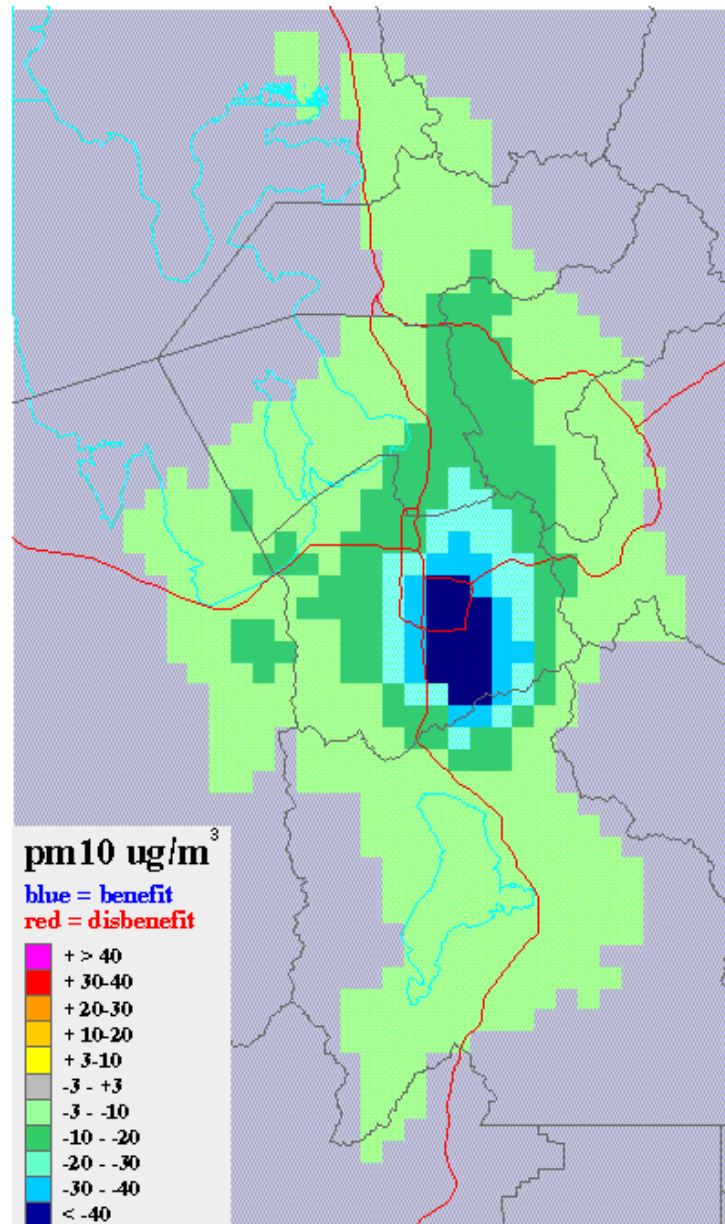 pm10 ug/m³
blue = benefit
red = disbenefit
+ > 40
+ 30-40
+ 20-30
+ 10-20
+ 3-10
-3 - +3
-3 - -10
-10 - -20
-20 - -30
-30 - -40
< -40